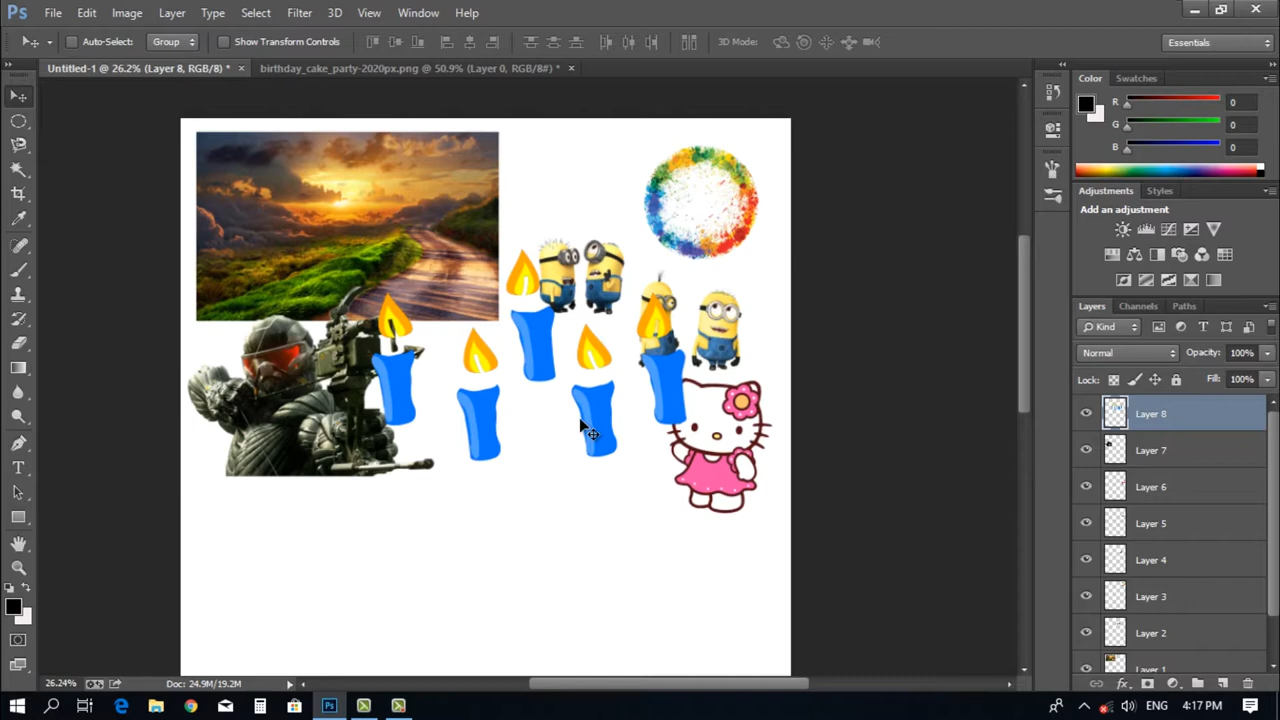 Ps File Edit Image Layer Type Select Filter 3D View Window Help
Auto-Select: Group Show Transform Controls 3D Mode: Essentials
Untitled-1 @ 26.2% (Layer 8, RGB/8) * × birthday_cake_party-2020px.png @ 50.9% (Layer 0, RGB/8#) * ×
Color Swatches
R 0
G 0
B 0
Adjustments Styles
Add an adjustment
Layers Channels Paths
Kind
Normal Opacity: 100%
Lock: Fill: 100%
Layer 8
Layer 7
Layer 6
Layer 5
Layer 4
Layer 3
Layer 2
Layer 1
26.24% Doc: 24.9M/19.2M
ENG 4:17 PM